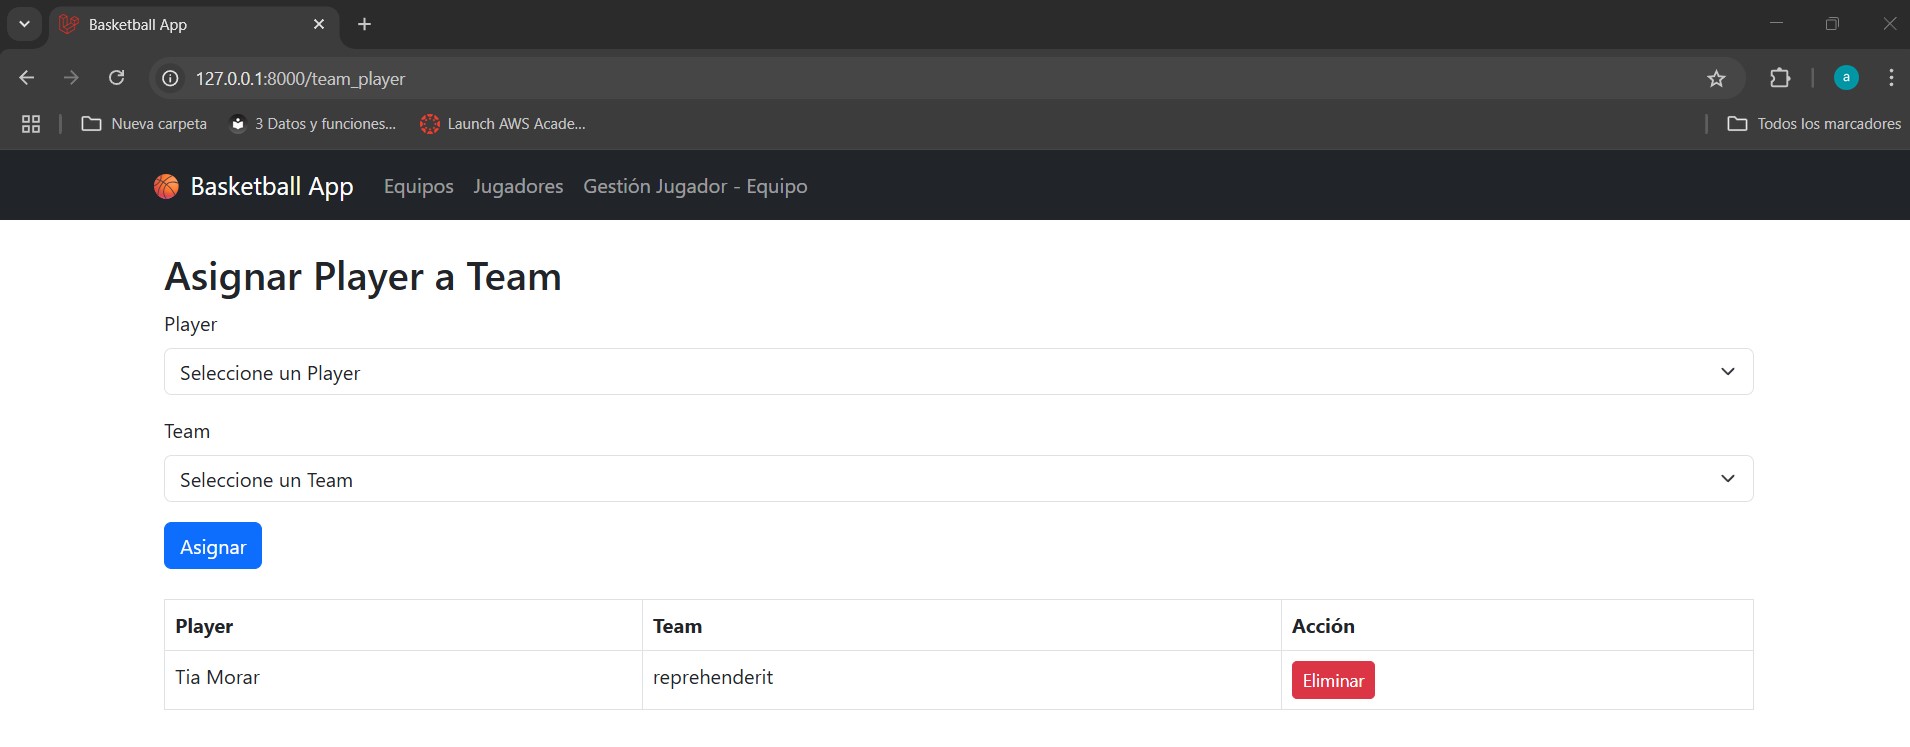 Basketball App
127.0.0.1:8000/team_player
a
Nueva carpeta
3 Datos y funciones...
Launch AWS Acade...
Todos los marcadores
Basketball App Equipos Jugadores Gestión Jugador - Equipo
Asignar Player a Team
Player
Seleccione un Player
Team
Seleccione un Team
Asignar
Player Team Acción
Tia Morar reprehenderit Eliminar